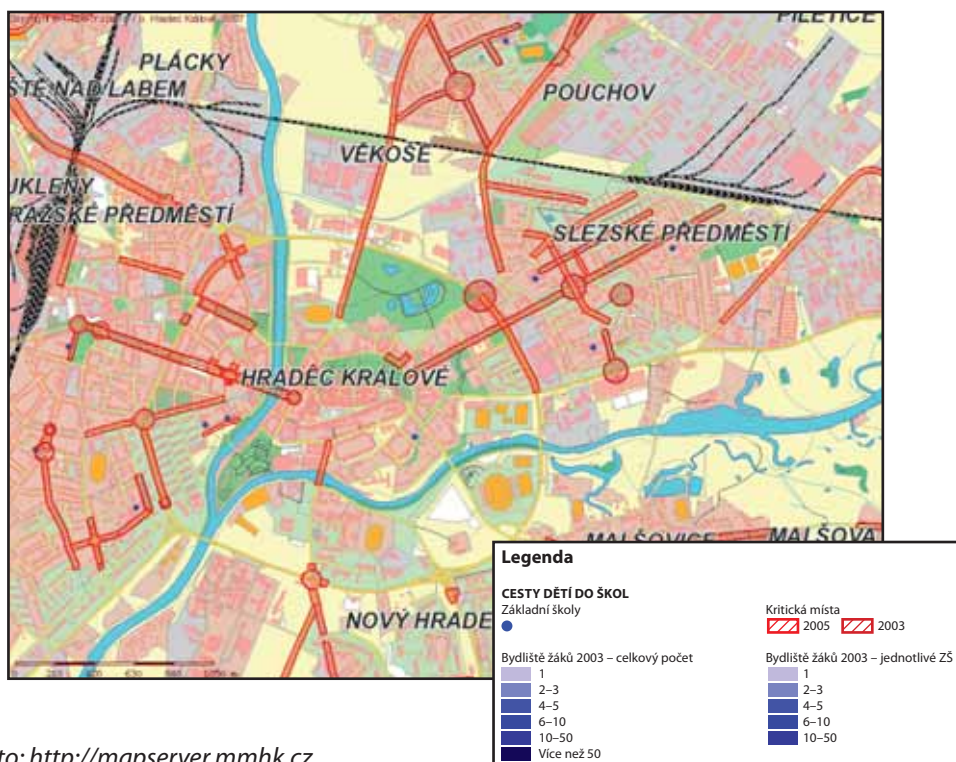 PILETICE
PLÁCKY
STĚ NAD LABEM
POUCHOV
VĚKOŠE
UKLENY
RAZSKÉ PŘEDMĚSTÍ
SLEZSKÉ PŘEDMĚSTÍ
HRADEC KRÁLOVÉ
MALŠOVICE
MALŠOVA
NOVÝ HRADE
Legenda
CESTY DĚTÍ DO ŠKOL
Základní školy
Kritická místa
2005
2003
Bydliště žáků 2003 – celkový počet
1
2–3
4–5
6–10
10–50
Více než 50
Bydliště žáků 2003 – jednotlivé ZŠ
1
2–3
4–5
6–10
10–50
to: http://mapserver.mmhk.cz